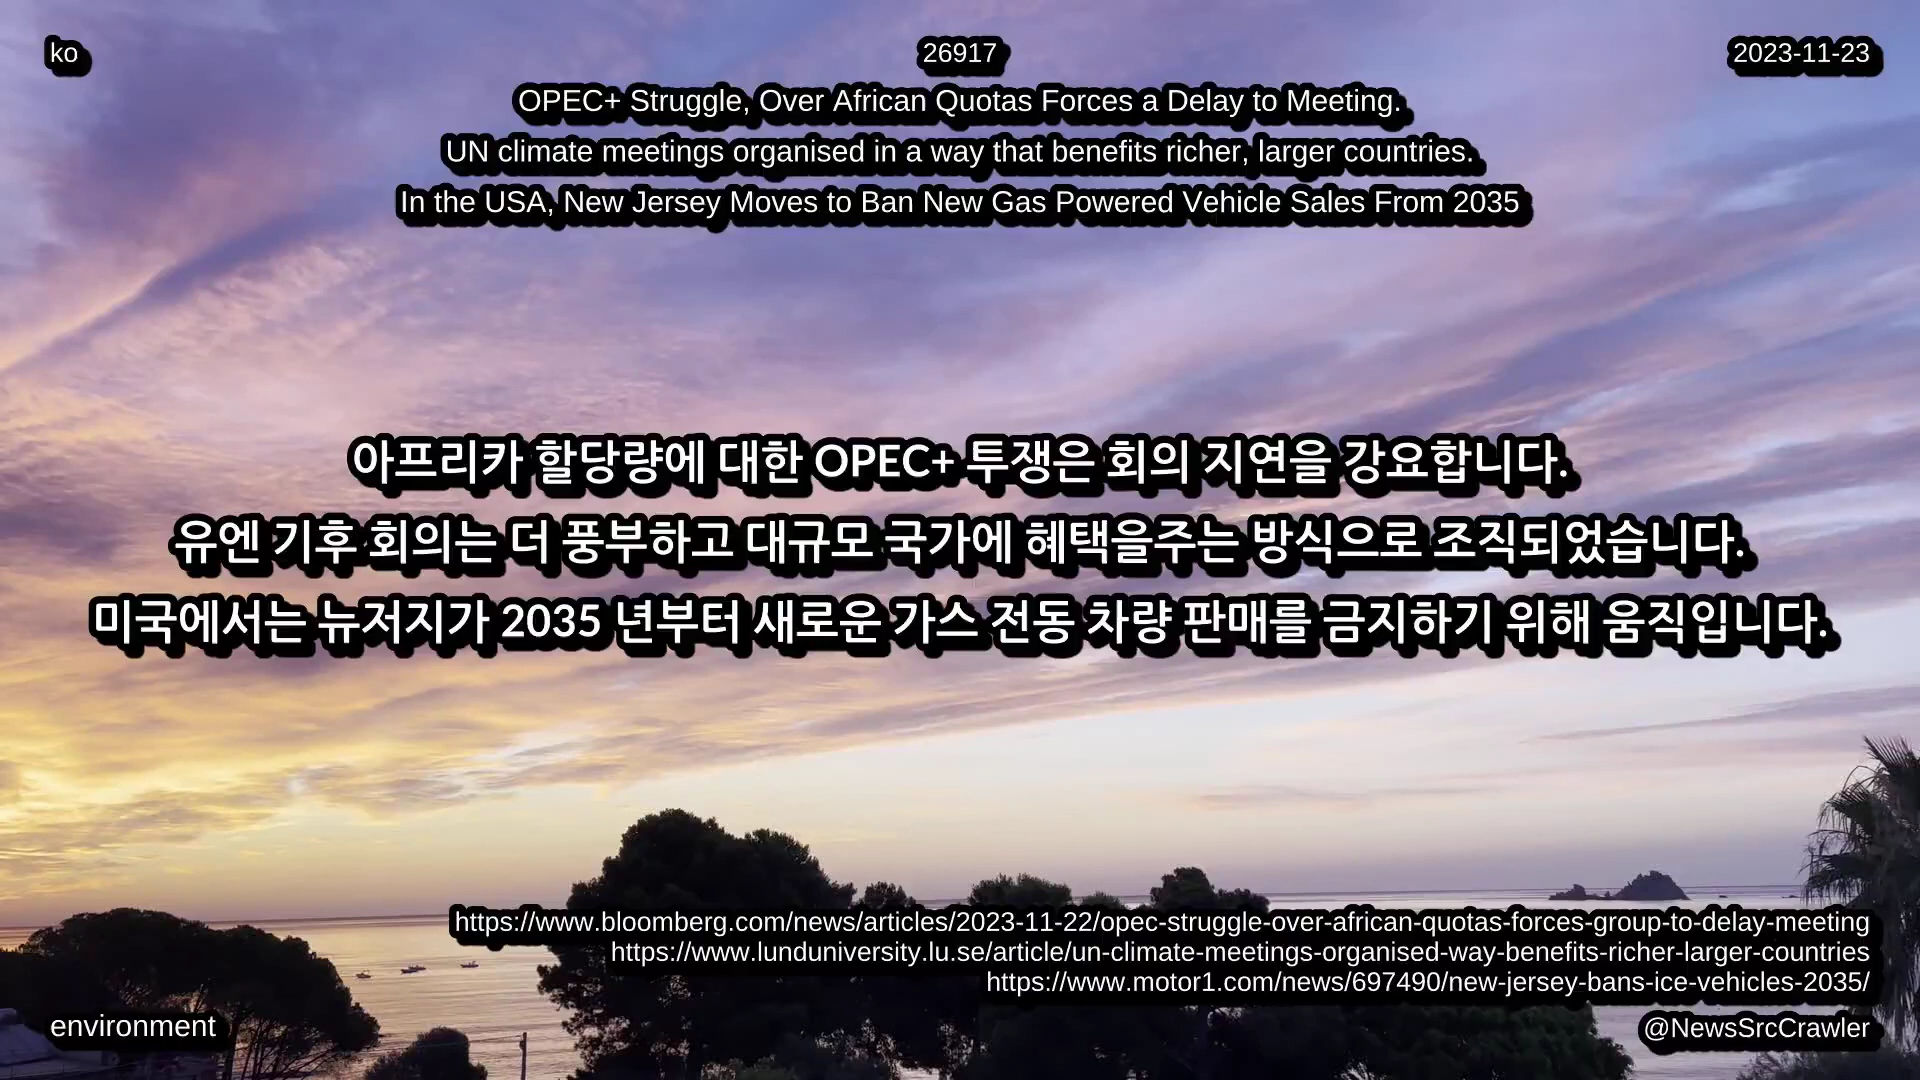 ko
26917
2023-11-23
OPEC+ Struggle, Over African Quotas Forces a Delay to Meeting.
UN climate meetings organised in a way that benefits richer, larger countries.
In the USA, New Jersey Moves to Ban New Gas Powered Vehicle Sales From 2035
아프리카 할당량에 대한 OPEC+ 투쟁은 회의 지연을 강요합니다.
유엔 기후 회의는 더 풍부하고 대규모 국가에 혜택을주는 방식으로 조직되었습니다.
미국에서는 뉴저지가 2035 년부터 새로운 가스 전동 차량 판매를 금지하기 위해 움직입니다.
https://www.bloomberg.com/news/articles/2023-11-22/opec-struggle-over-african-quotas-forces-group-to-delay-meeting
https://www.lunduniversity.lu.se/article/un-climate-meetings-organised-way-benefits-richer-larger-countries
https://www.motor1.com/news/697490/new-jersey-bans-ice-vehicles-2035/
environment
@NewsSrcCrawler